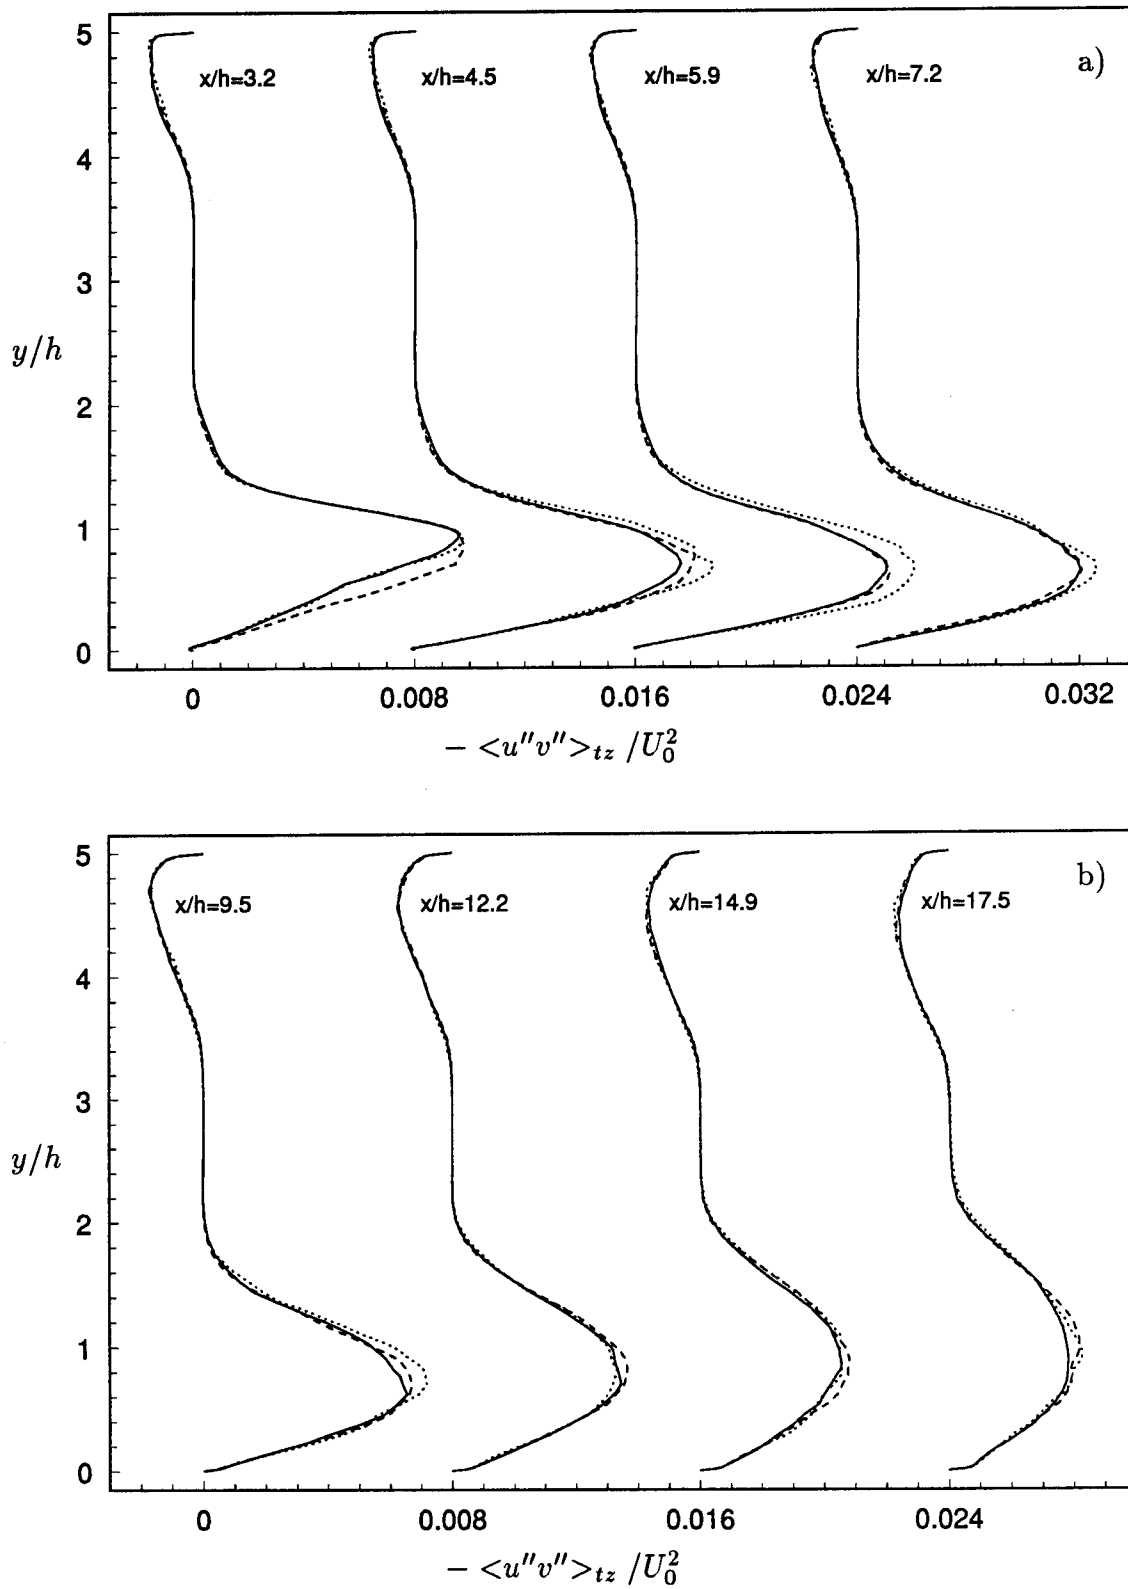 a)
x/h=3.2 x/h=4.5 x/h=5.9 x/h=7.2
5
4
3
y/h
2
1
0
0 0.008 0.016 0.024 0.032
− <u″v″>tz /U₀²
b)
x/h=9.5 x/h=12.2 x/h=14.9 x/h=17.5
5
4
3
y/h
2
1
0
0 0.008 0.016 0.024
− <u″v″>tz /U₀²